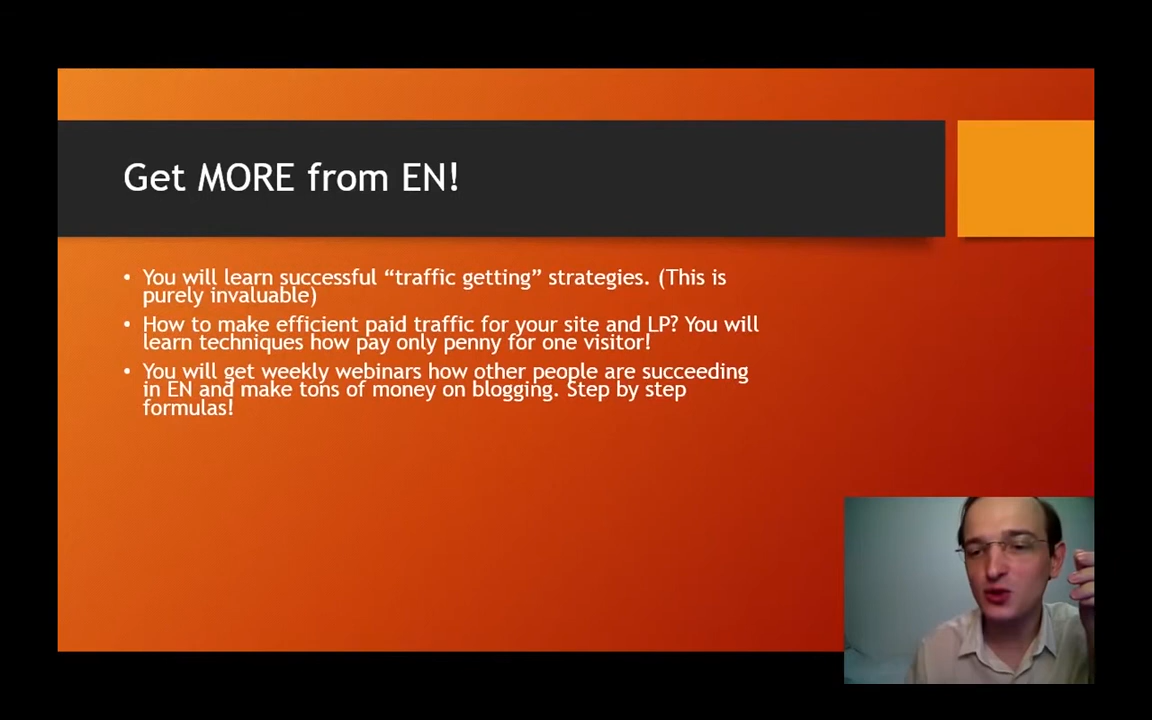 Get MORE from EN!
• You will learn successful “traffic getting” strategies. (This is
purely invaluable)
• How to make efficient paid traffic for your site and LP? You will
learn techniques how pay only penny for one visitor!
• You will get weekly webinars how other people are succeeding
in EN and make tons of money on blogging. Step by step
formulas!